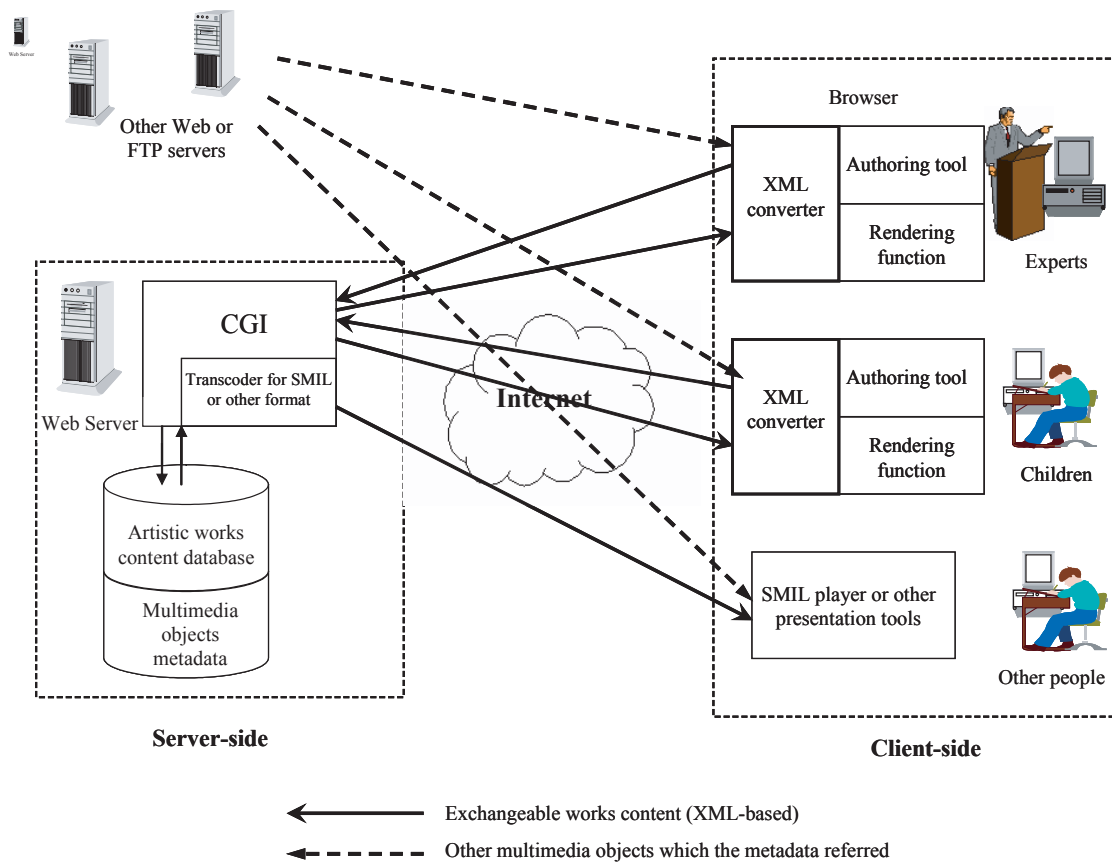 Web Server
Other Web or
FTP servers
Browser
XML
converter
Authoring tool
Rendering
function
Experts
CGI
Transcoder for SMIL
or other format
Web Server
Internet
XML
converter
Authoring tool
Rendering
function
Children
Artistic works
content database
Multimedia
objects
metadata
SMIL player or other
presentation tools
Other people
Server-side
Client-side
Exchangeable works content (XML-based)
Other multimedia objects which the metadata referred